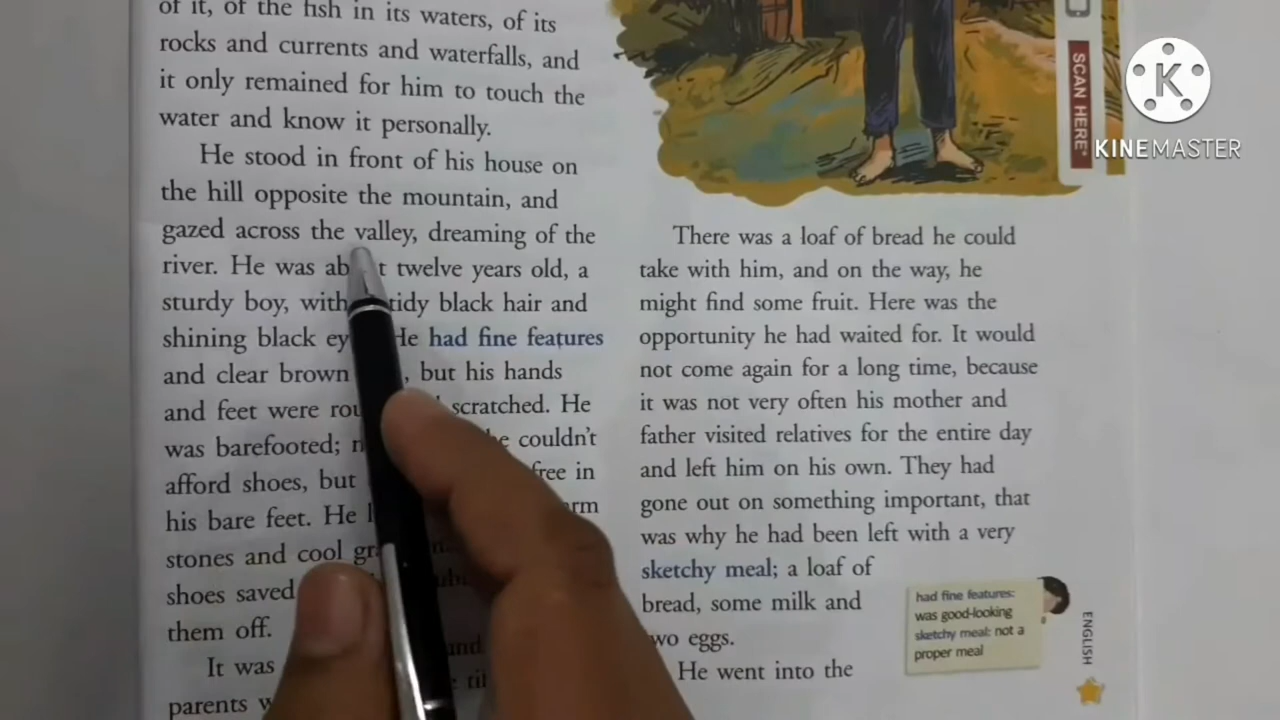 of it, of the fish in its waters, of its
rocks and currents and waterfalls, and
it only remained for him to touch the
water and know it personally.
He stood in front of his house on
the hill opposite the mountain, and
gazed across the valley, dreaming of the
river. He was twelve years old, a
sturdy boy, with black hair and
shining black He had fine features
and clear brown but his hands
and feet were scratched. He
was barefooted; couldn't
afford shoes, but free in
his bare feet. He
stones and cool
shoes saved
them off.
It was
parents
There was a loaf of bread he could
take with him, and on the way, he
might find some fruit. Here was the
opportunity he had waited for. It would
not come again for a long time, because
it was not very often his mother and
father visited relatives for the entire day
and left him on his own. They had
gone out on something important, that
was why he had been left with a very
sketchy meal; a loaf of
bread, some milk and
two eggs.
He went into the
had fine features:
was good-looking
sketchy meal: not a
proper meal
ENGLISH
SCAN HERE
K
KINEMASTER